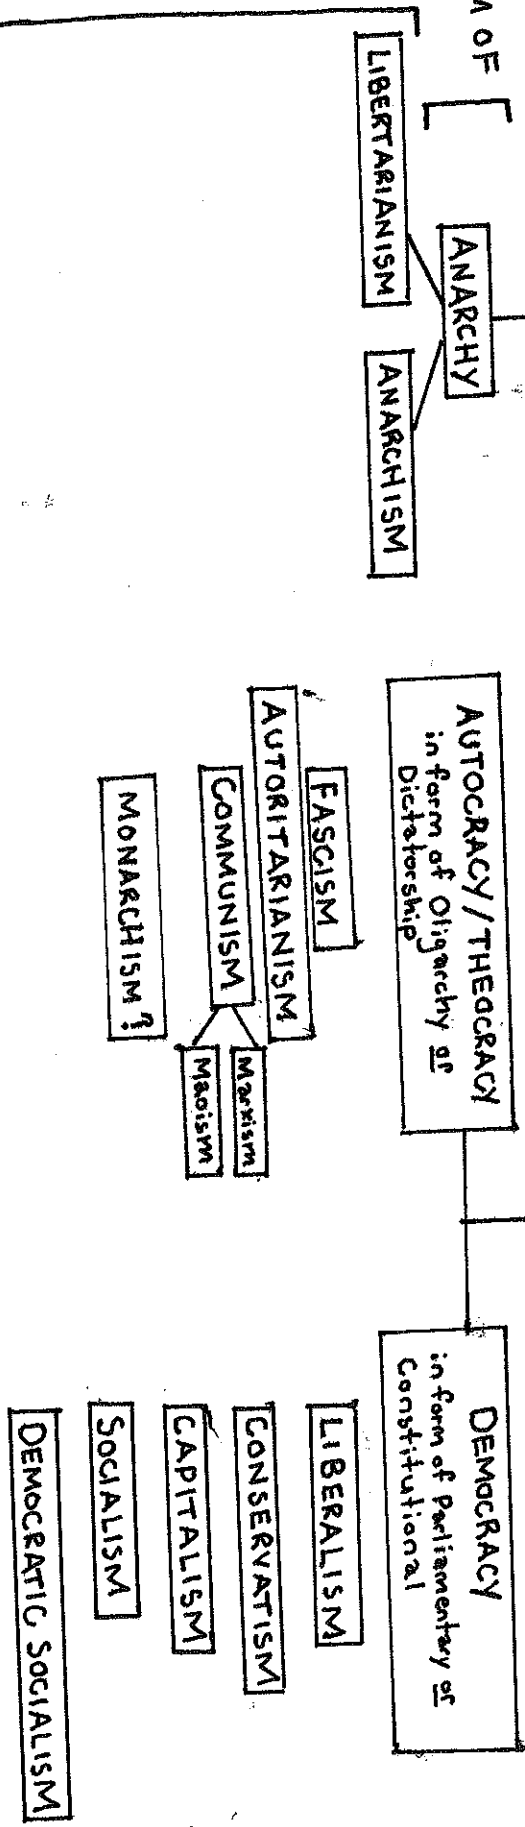 M OF
ANARCHY
LIBERTARIANISM
ANARCHISM
AUTOCRACY/THEOCRACY
in form of Oligarchy or
Dictatorship
FASCISM
AUTORITARIANISM
COMMUNISM
Marxism
Maoism
MONARCHISM?
DEMOCRACY
in form of Parliamentary or
Constitutional
LIBERALISM
CONSERVATISM
CAPITALISM
SOCIALISM
DEMOCRATIC SOCIALISM